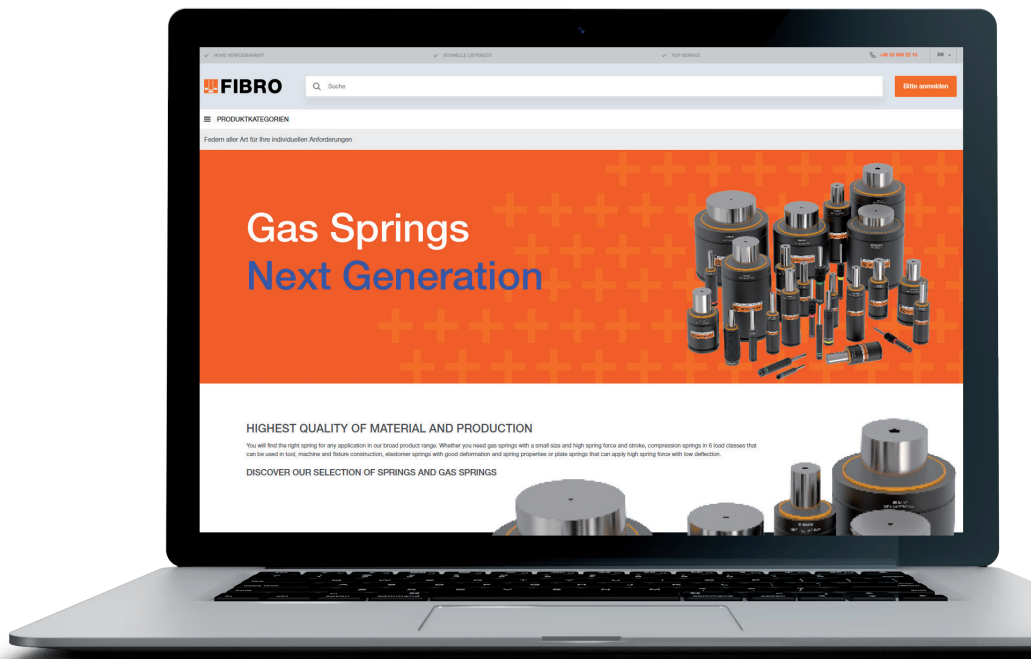 HOHE VERFÜGBARKEIT
SCHNELLE LIEFERZEIT
TOP SERVICE
DE
FIBRO
Suche
Bitte anmelden
PRODUKTKATEGORIEN
Federn aller Art für Ihre individuellen Anforderungen
Gas Springs
Next Generation
HIGHEST QUALITY OF MATERIAL AND PRODUCTION
You will find the right spring for any application in our broad product range. Whether you need gas springs with a small size and high spring force and stroke, compression springs in 6 load classes that
can be used in tool, machine and fixture construction, elastomer springs with good deformation and spring properties or plate springs that can apply high spring force with low deflection.
DISCOVER OUR SELECTION OF SPRINGS AND GAS SPRINGS